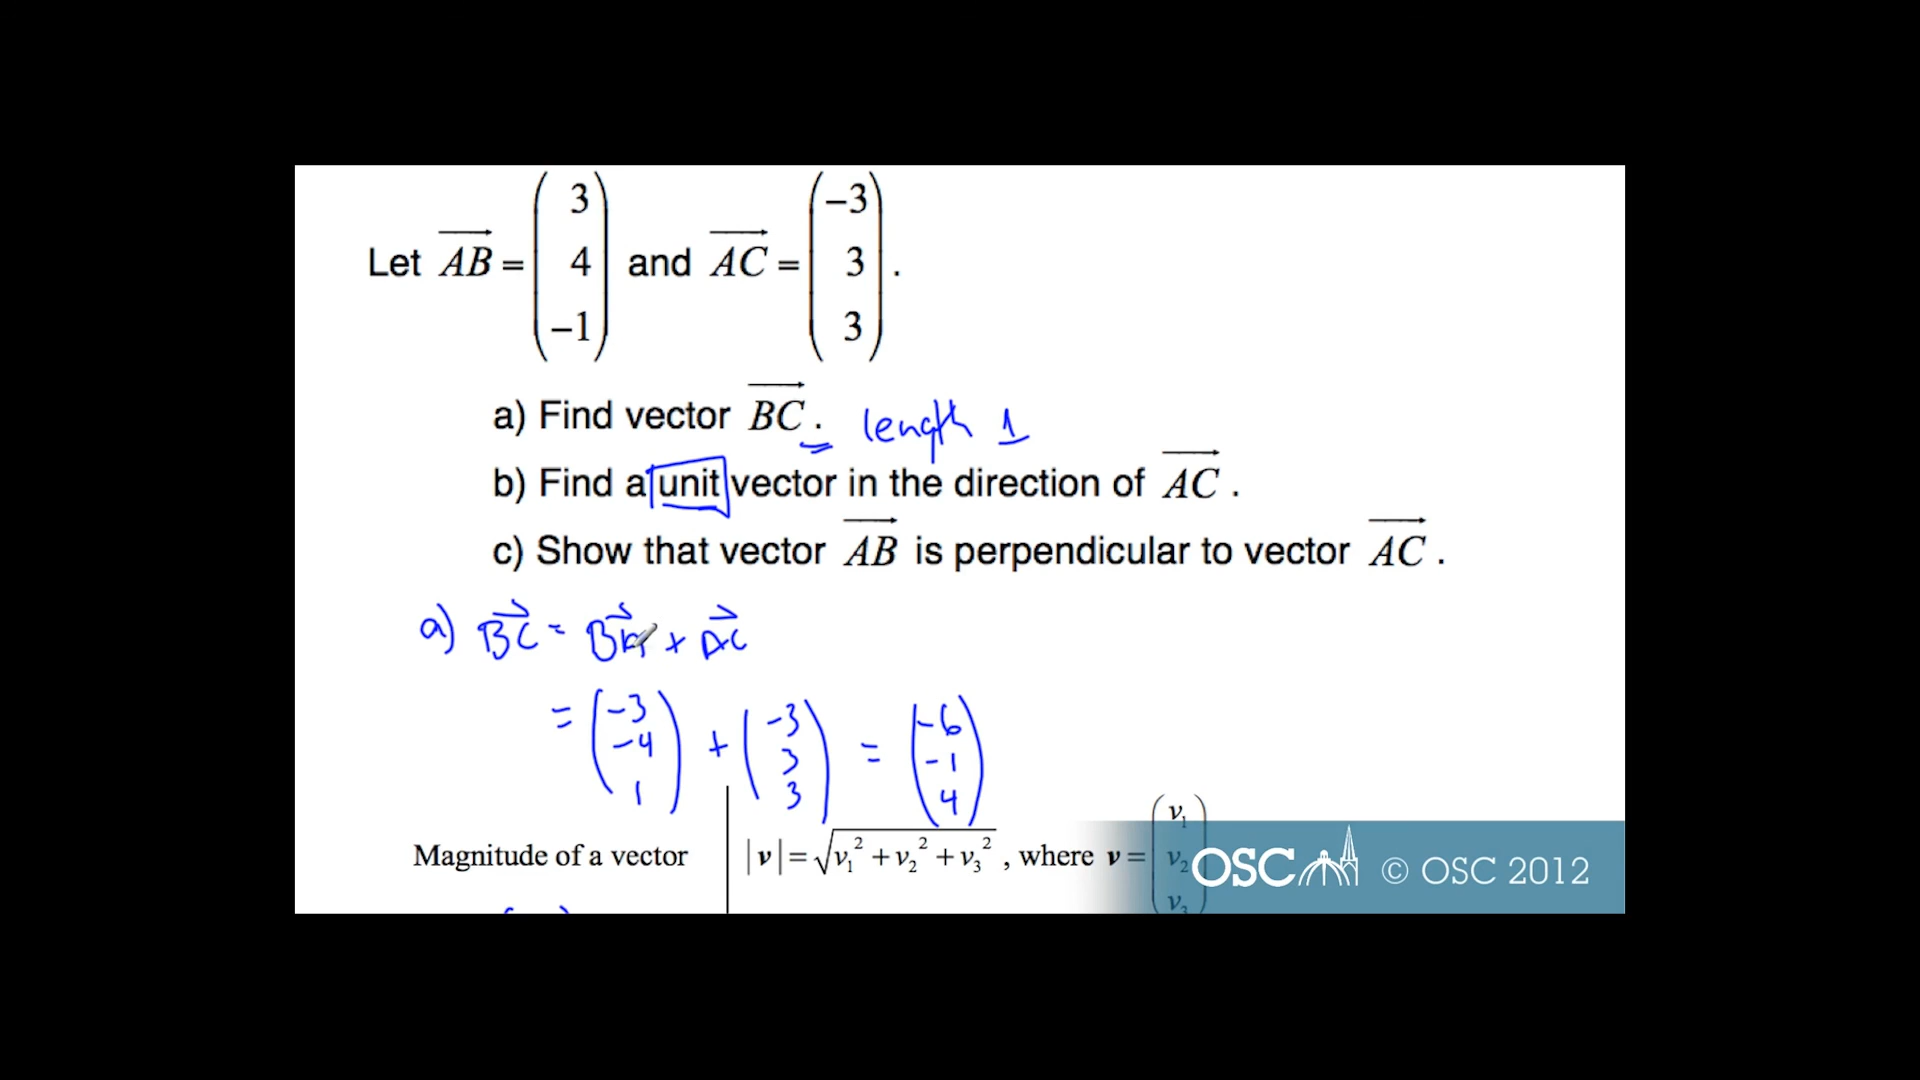 Let AB = ( 3 4 −1 ) and AC = ( −3 3 3 ) .
a) Find vector BC . length 1
b) Find a unit vector in the direction of AC .
c) Show that vector AB is perpendicular to vector AC .
a) BC = BA + AC
= ( -3 -4 1 ) + ( -3 3 3 ) = ( -6 -1 4 )
Magnitude of a vector |v| = √v₁² + v₂² + v₃² , where v = ( v₁ v₂ v₃ )
OSC © OSC 2012